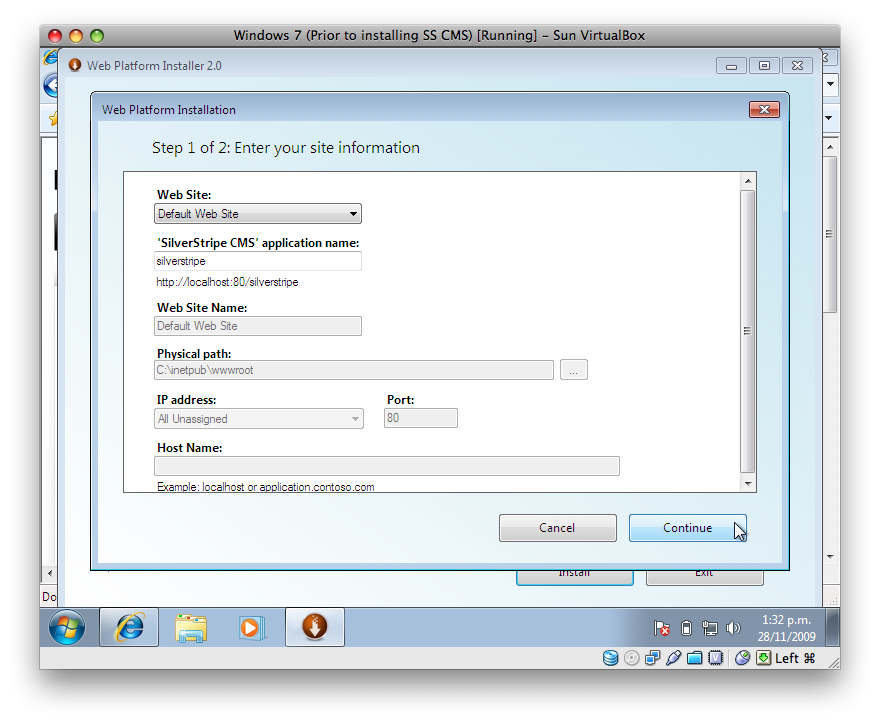 Windows 7 (Prior to installing SS CMS) [Running] – Sun VirtualBox
Web Platform Installer 2.0
Web Platform Installation
Step 1 of 2: Enter your site information
Web Site:
Default Web Site
'SilverStripe CMS' application name:
silverstripe
http://localhost:80/silverstripe
Web Site Name:
Default Web Site
Physical path:
C:\inetpub\wwwroot
...
IP address:
Port:
All Unassigned
80
Host Name:
Example: localhost or application.contoso.com
Cancel
Continue
Install
Exit
Do
1:32 p.m.
28/11/2009
Left ⌘